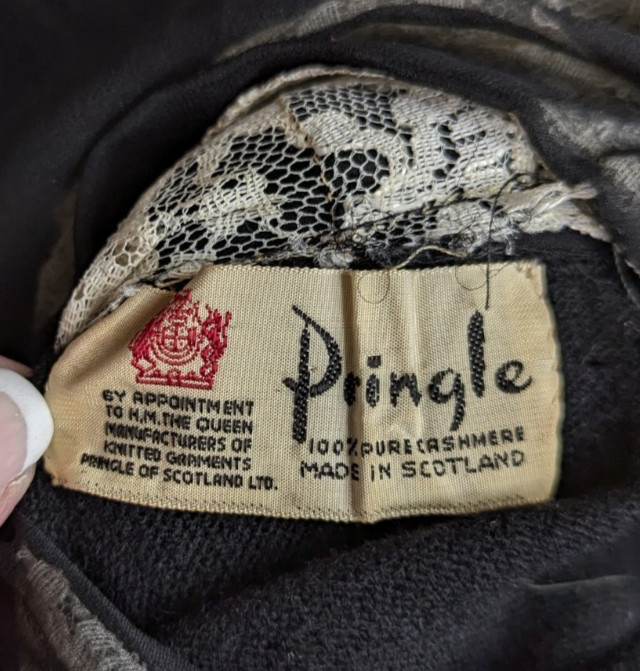 BY APPOINTMENT
TO H.M. THE QUEEN
MANUFACTURERS OF
KNITTED GARMENTS
PRINGLE OF SCOTLAND LTD.
Pringle
100% PURE CASHMERE
MADE IN SCOTLAND